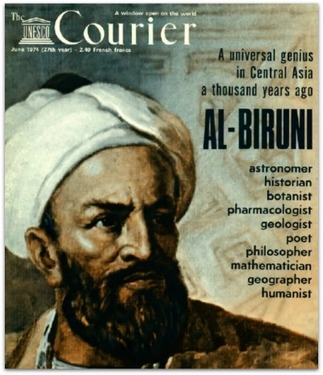 A window open on the world
The UNESCO Courier
June 1974 (27th year) - 2.40 French francs
A universal genius
in Central Asia
a thousand years ago
AL-BIRUNI
astronomer
historian
botanist
pharmacologist
geologist
poet
philosopher
mathematician
geographer
humanist